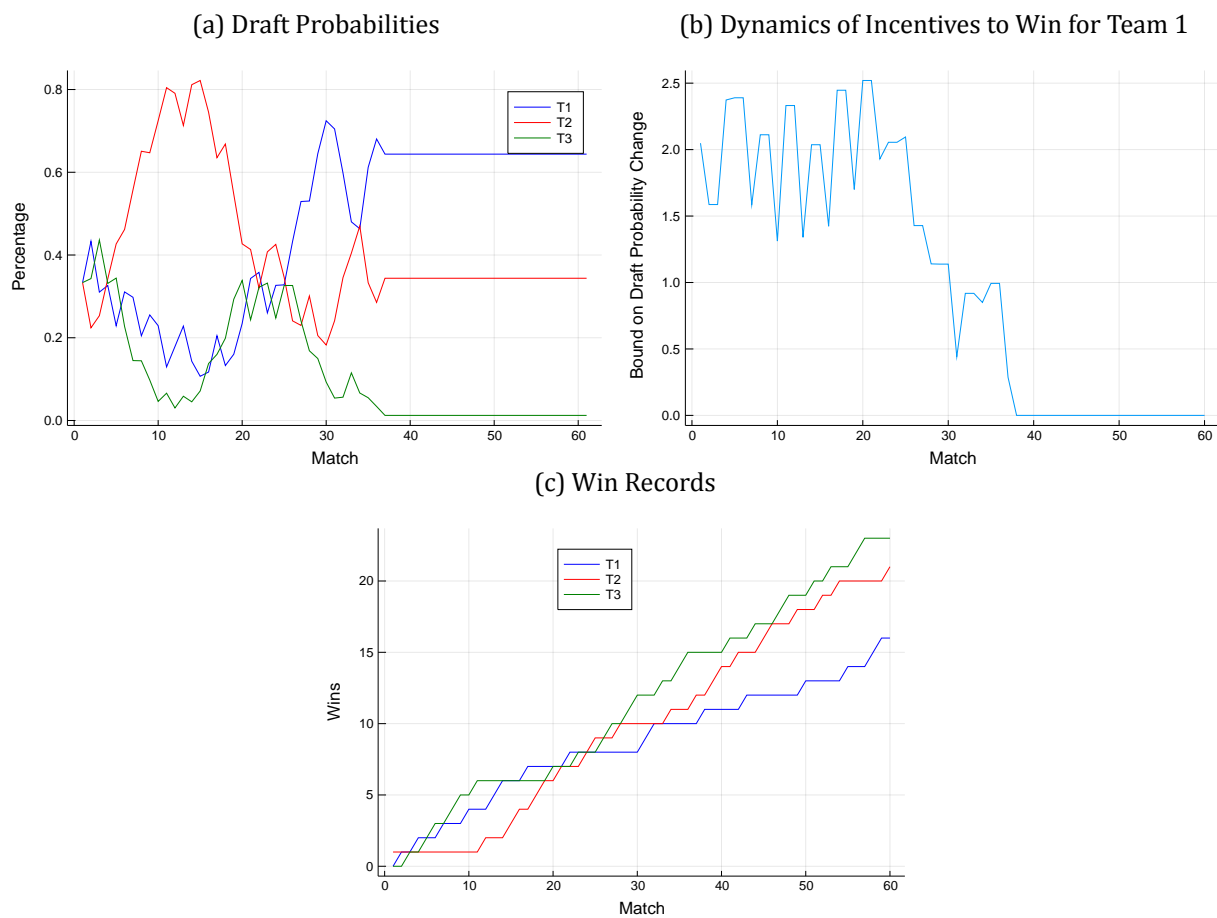 (a) Draft Probabilities
0.8
0.6
0.4
0.2
0.0
Percentage
T1
T2
T3
0 10 20 30 40 50 60
Match
(b) Dynamics of Incentives to Win for Team 1
2.5
2.0
1.5
1.0
0.5
0.0
Bound on Draft Probability Change
0 10 20 30 40 50 60
Match
(c) Win Records
20
15
10
5
0
Wins
T1
T2
T3
0 10 20 30 40 50 60
Match